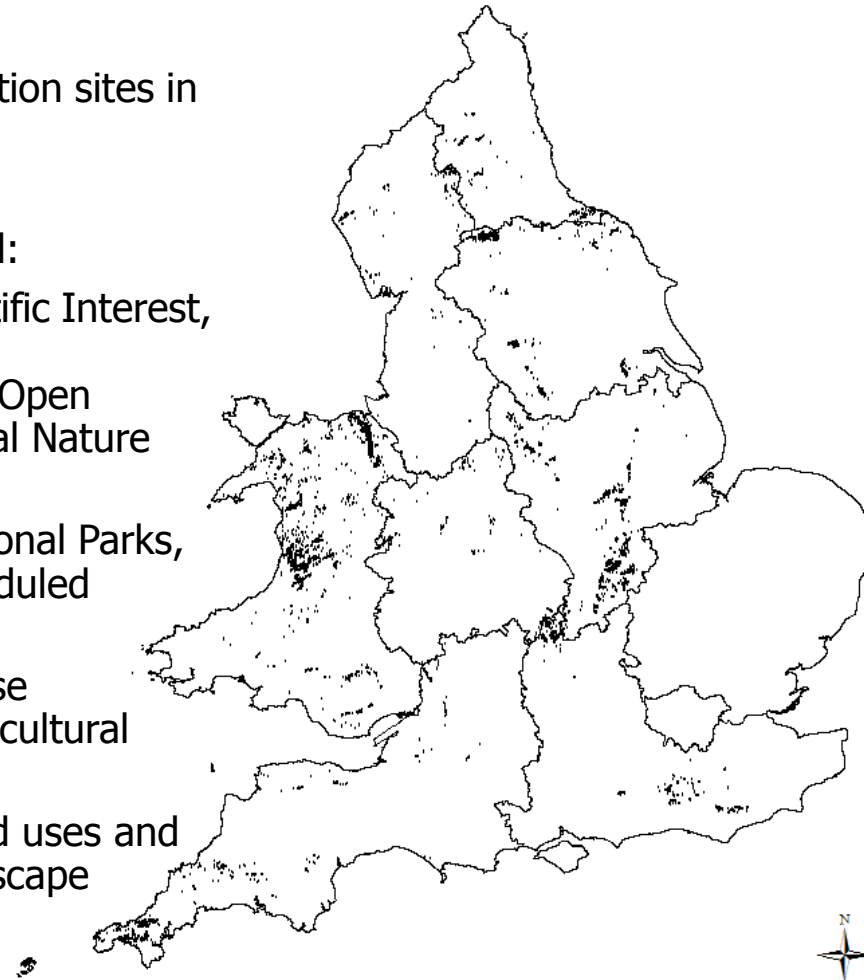 tion sites in
l:
tific Interest,
Open
al Nature
onal Parks,
duled
se
cultural
d uses and
scape
N